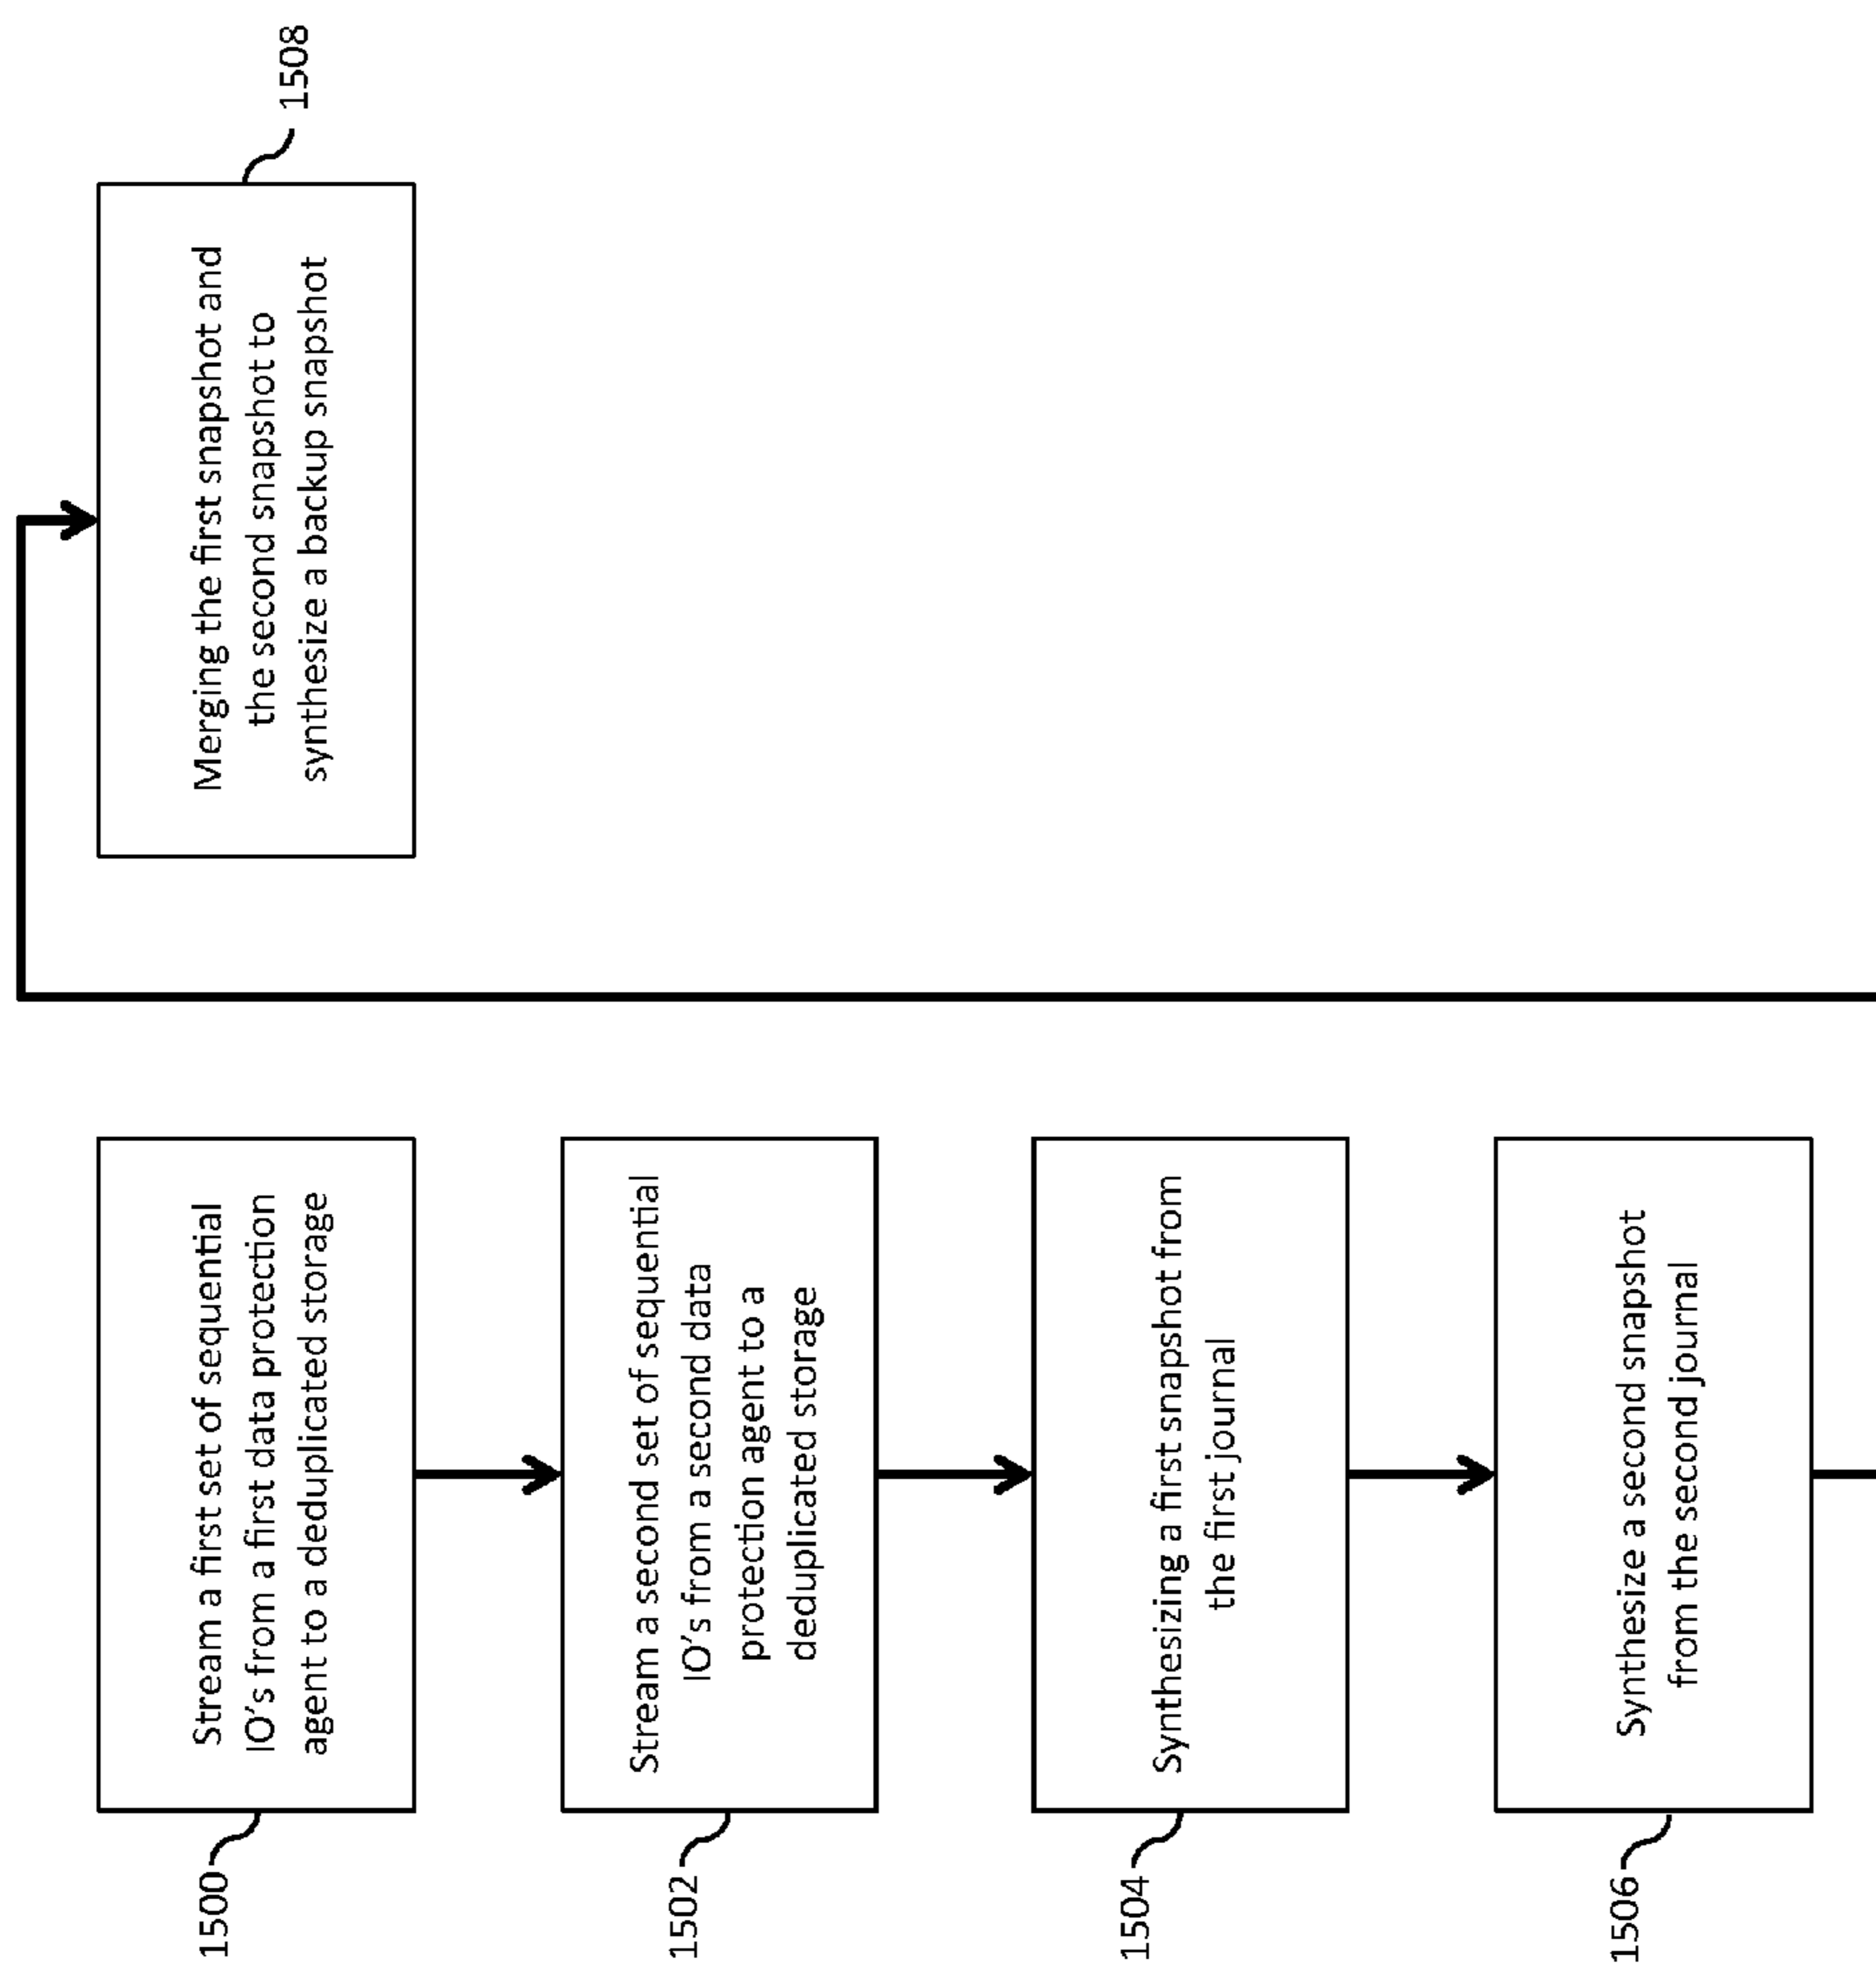 1500
Stream a first set of sequential
IO's from a first data protection
agent to a deduplicated storage
1502
Stream a second set of sequential
IO's from a second data
protection agent to a
deduplicated storage
1504
Synthesizing a first snapshot from
the first journal
1506
Synthesize a second snapshot
from the second journal
1508
Merging the first snapshot and
the second snapshot to
synthesize a backup snapshot